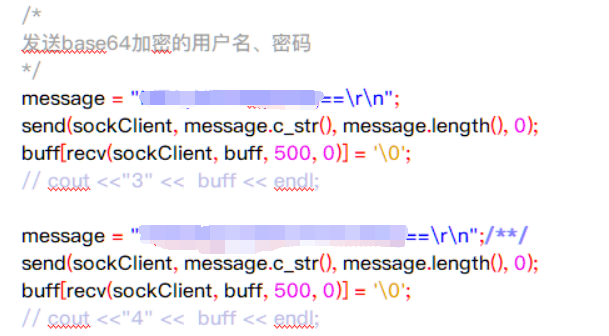 /*
发送base64加密的用户名、密码
*/
message = "==\r\n";
send(sockClient, message.c_str(), message.length(), 0);
buff[recv(sockClient, buff, 500, 0)] = '\0';
// cout <<"3" <<  buff << endl;
message = "==\r\n";/**/
send(sockClient, message.c_str(), message.length(), 0);
buff[recv(sockClient, buff, 500, 0)] = '\0';
// cout <<"4" <<  buff << endl;